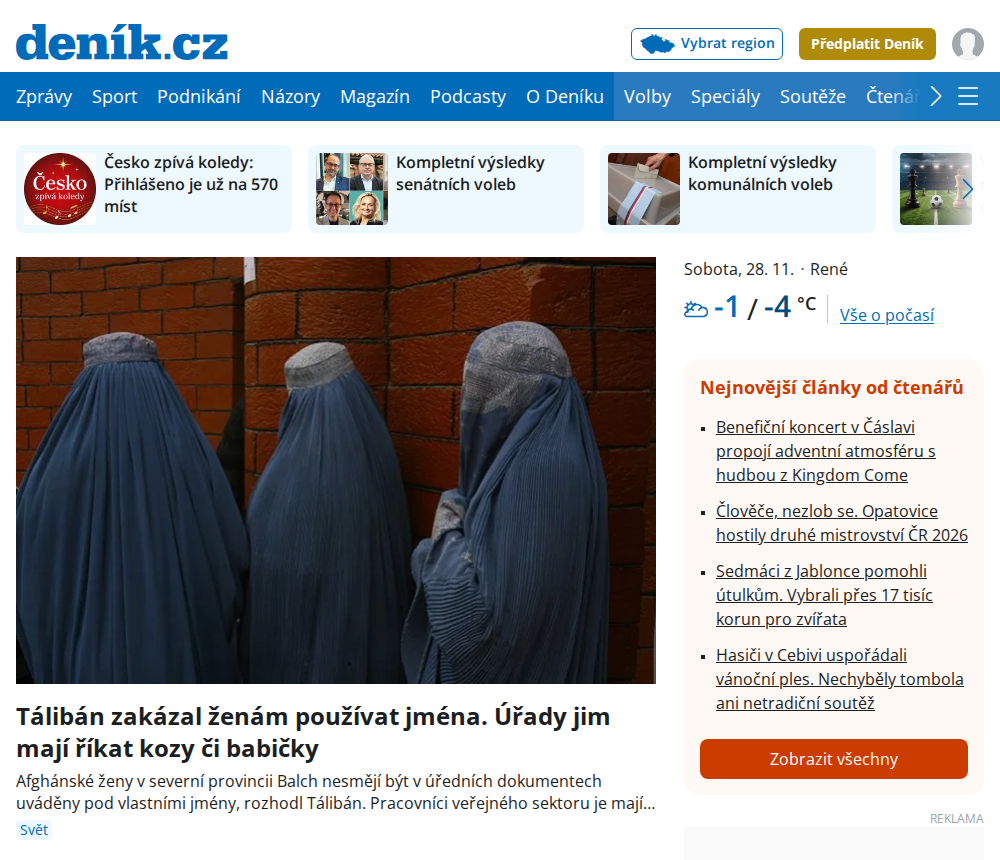 deník.cz
Vybrat region
Předplatit Deník
Zprávy Sport Podnikání Názory Magazín Podcasty O Deníku Volby Speciály Soutěže Čtenář
Česko zpívá koledy:
Přihlášeno je už na 570
míst
Česko
zpívá koledy
Kompletní výsledky
senátních voleb
Kompletní výsledky
komunálních voleb
Sobota, 28. 11. · René
-1 / -4 °C
Vše o počasí
Nejnovější články od čtenářů
Benefiční koncert v Čáslavi
propojí adventní atmosféru s
hudbou z Kingdom Come
Člověče, nezlob se. Opatovice
hostily druhé mistrovství ČR 2026
Sedmáci z Jablonce pomohli
útulkům. Vybrali přes 17 tisíc
korun pro zvířata
Hasiči v Cebivi uspořádali
vánoční ples. Nechyběly tombola
ani netradiční soutěž
Zobrazit všechny
REKLAMA
Tálibán zakázal ženám používat jména. Úřady jim
mají říkat kozy či babičky
Afghánské ženy v severní provincii Balch nesmějí být v úředních dokumentech
uváděny pod vlastními jmény, rozhodl Tálibán. Pracovníci veřejného sektoru je mají...
Svět